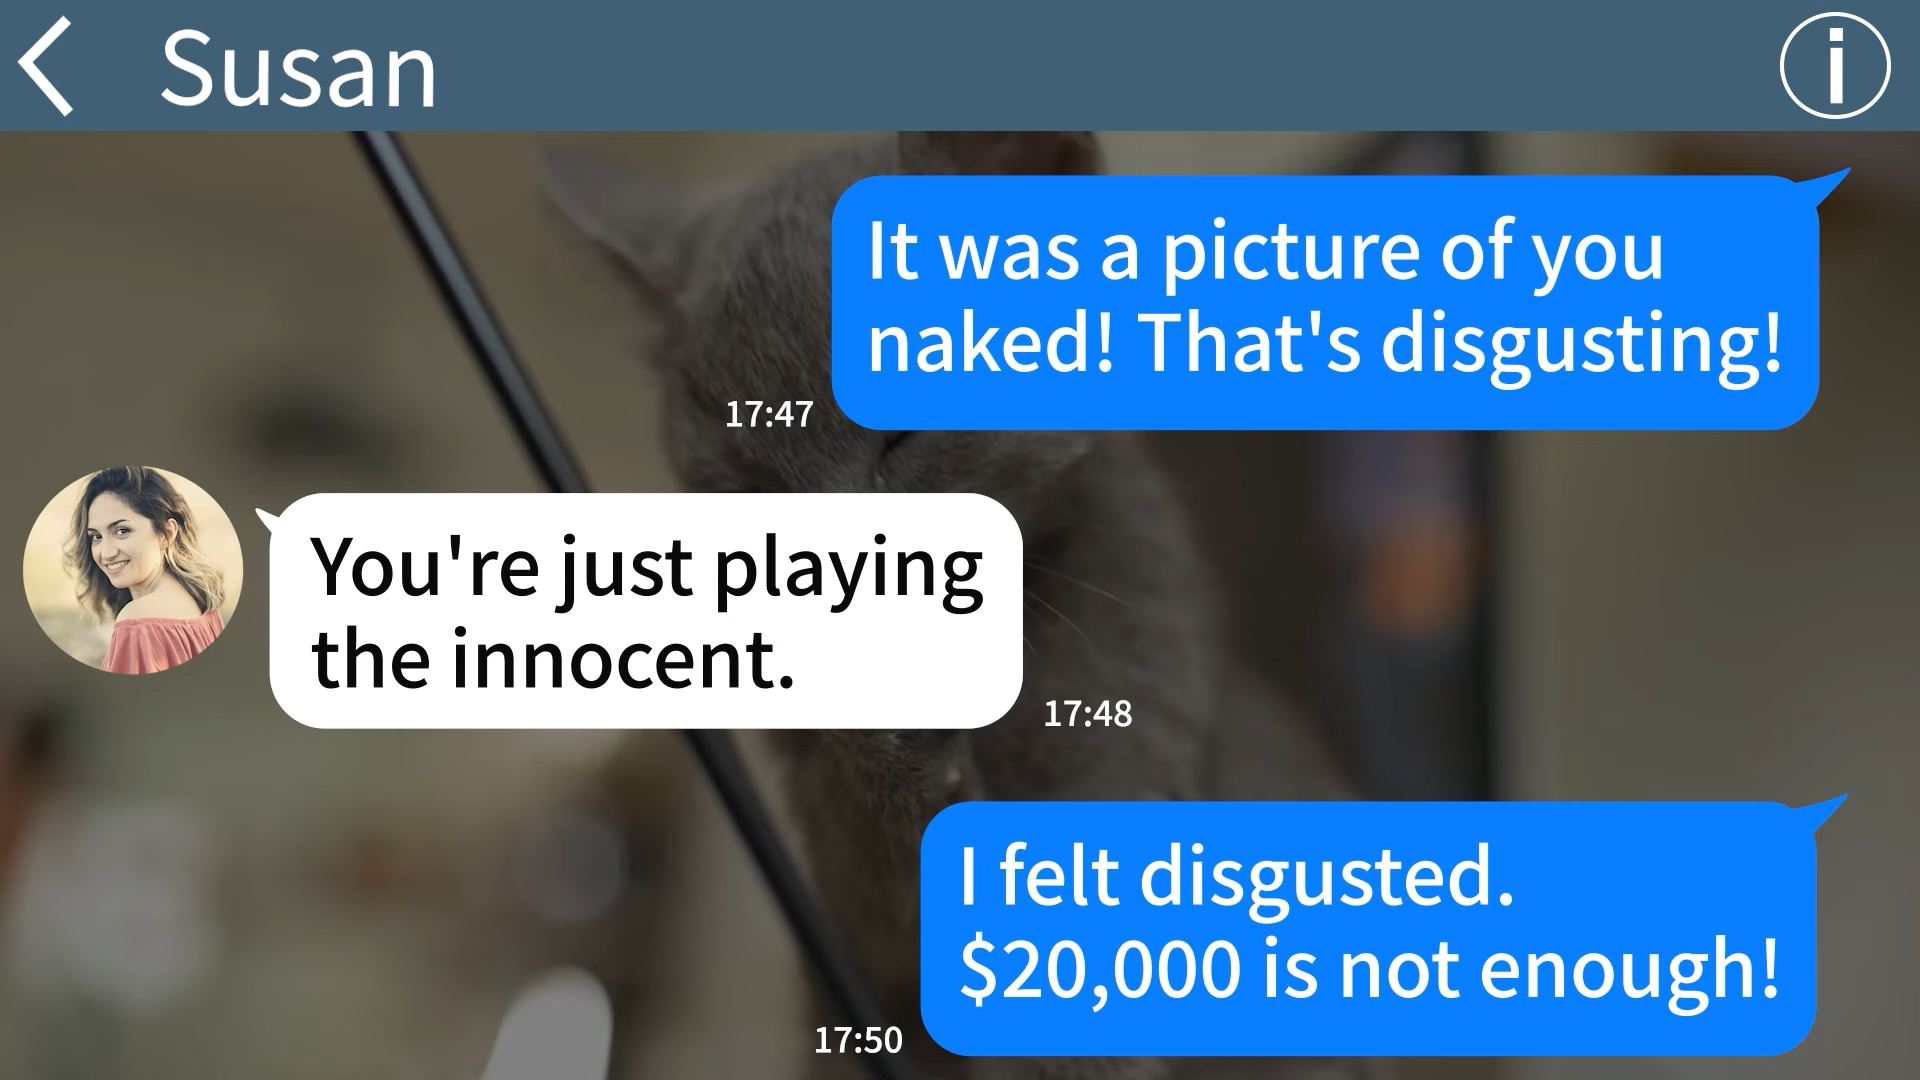 Susan
It was a picture of you
naked! That's disgusting!
17:47
You're just playing
the innocent.
17:48
I felt disgusted.
$20,000 is not enough!
17:50